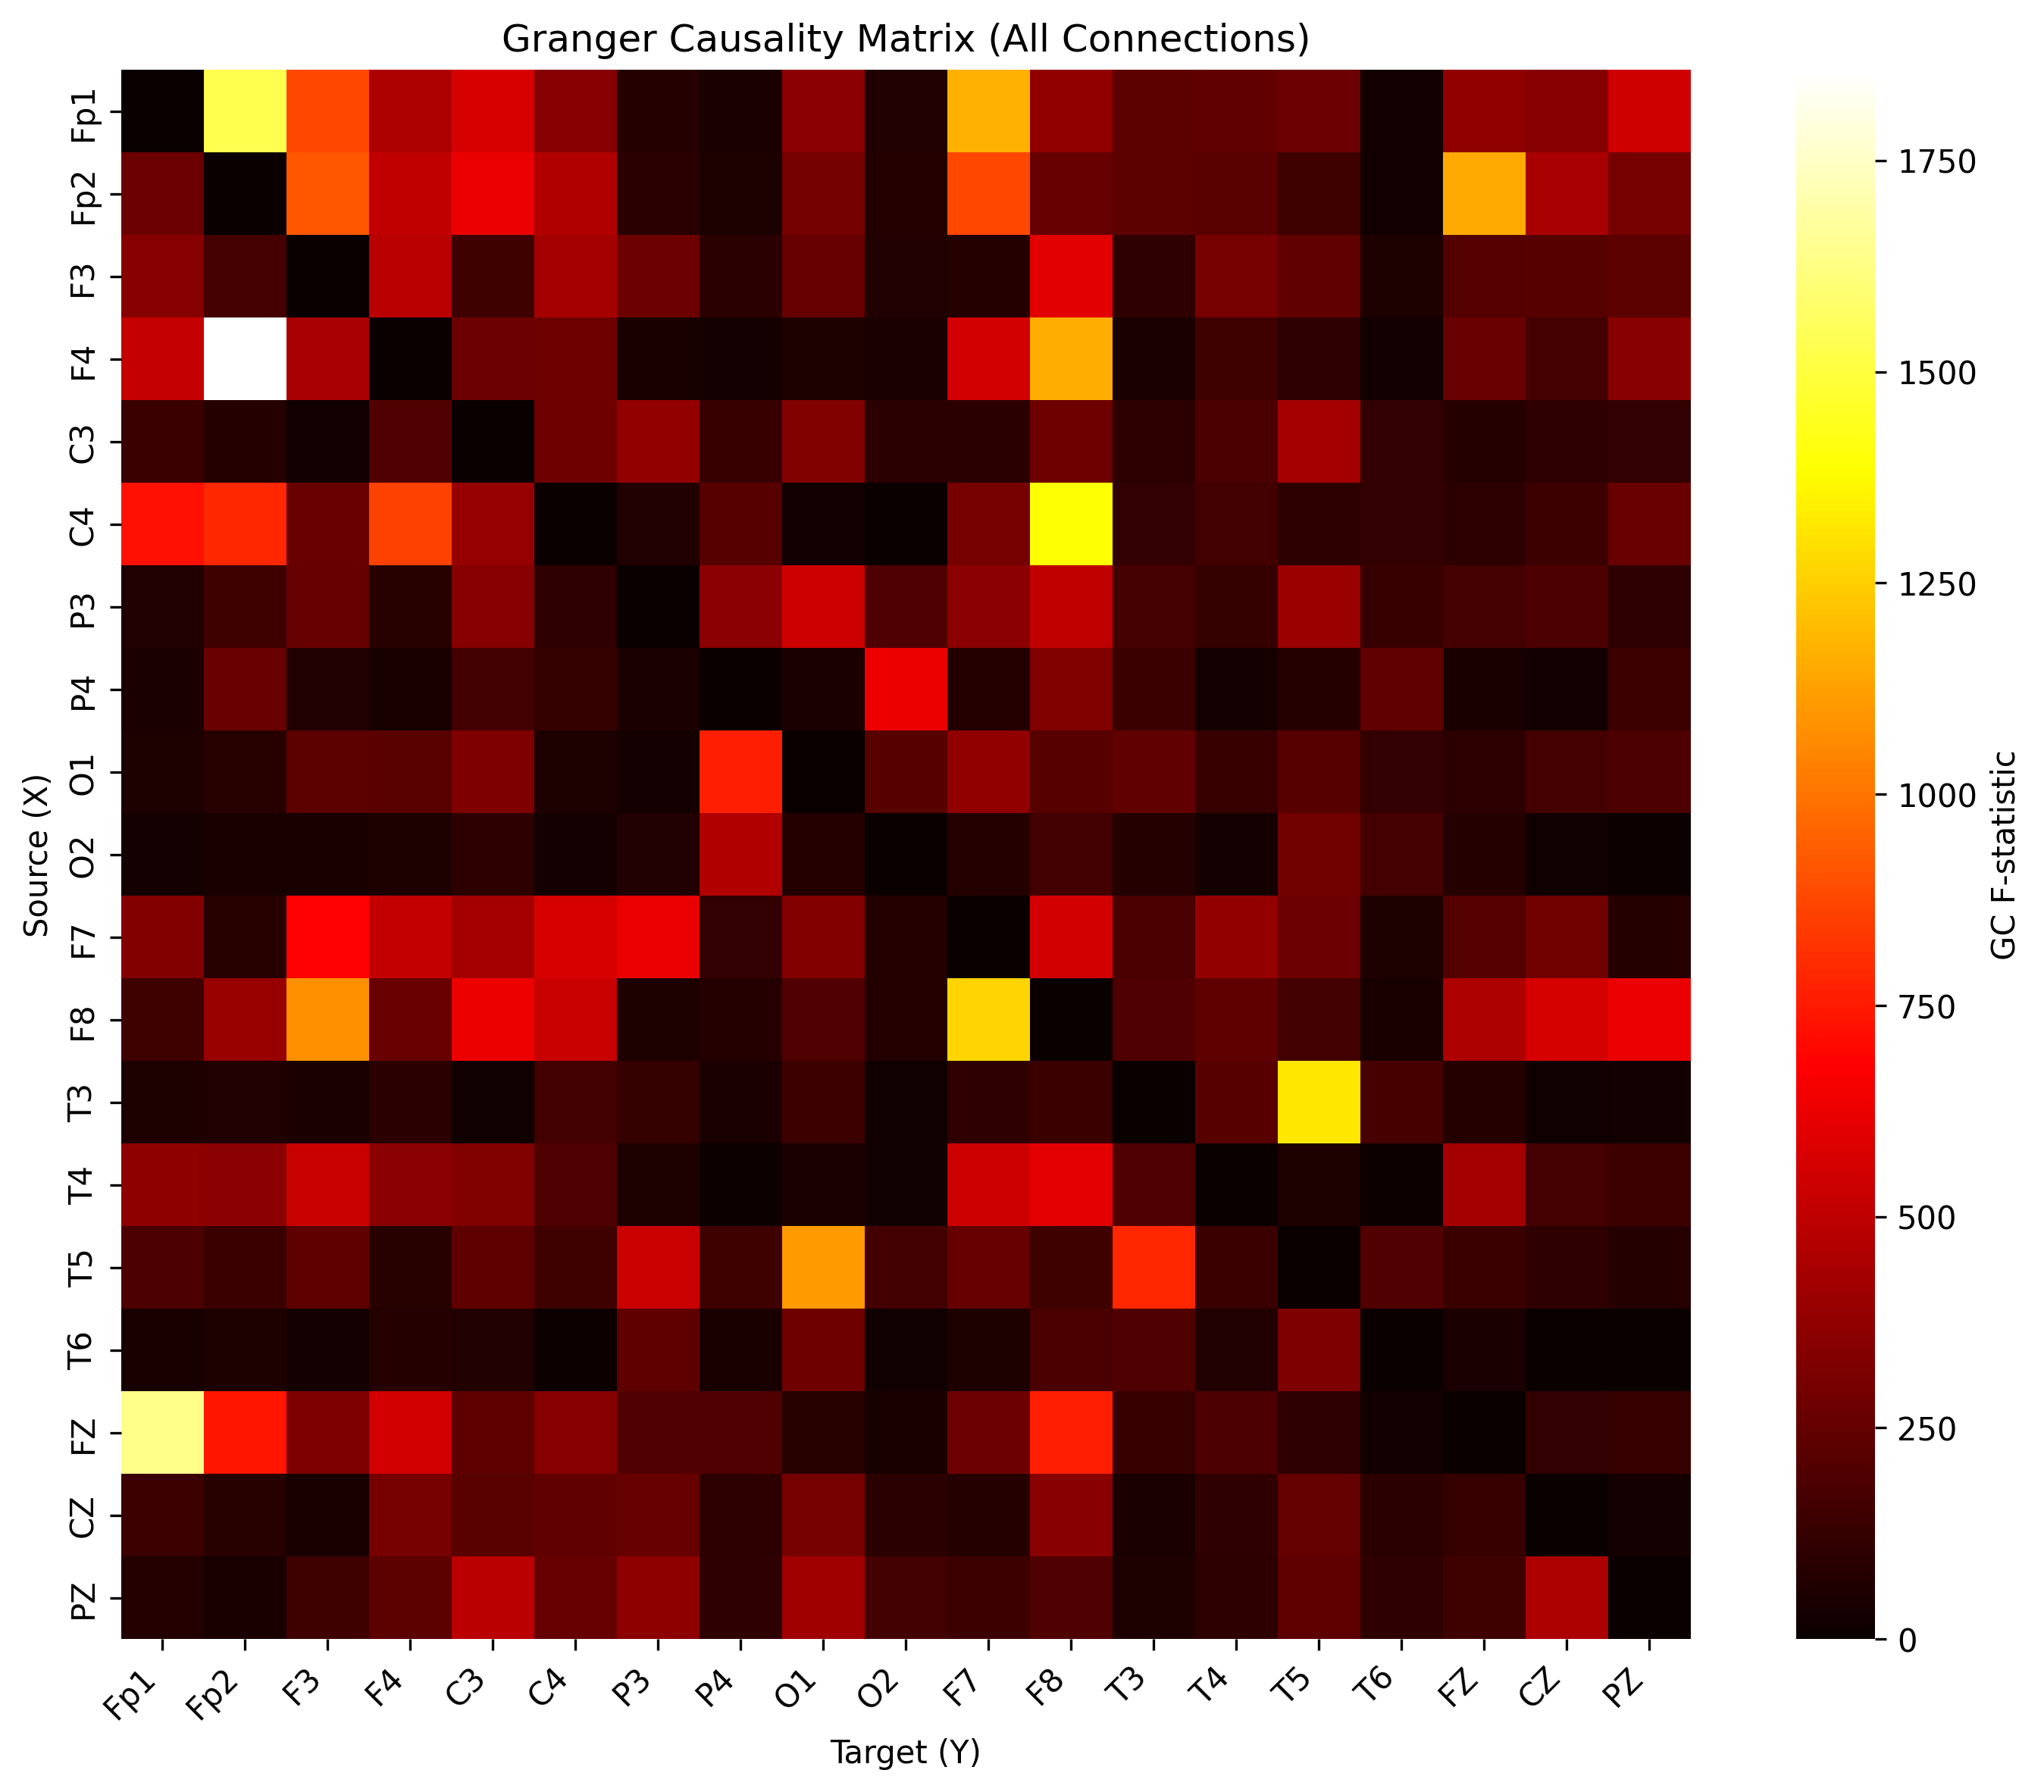 Granger Causality Matrix (All Connections)
Source (X)
Fp1
Fp2
F3
F4
C3
C4
P3
P4
O1
O2
F7
F8
T3
T4
T5
T6
FZ
CZ
PZ
Fp1 Fp2 F3 F4 C3 C4 P3 P4 O1 O2 F7 F8 T3 T4 T5 T6 FZ CZ PZ
Target (Y)
1750
1500
1250
1000
750
500
250
0
GC F-statistic